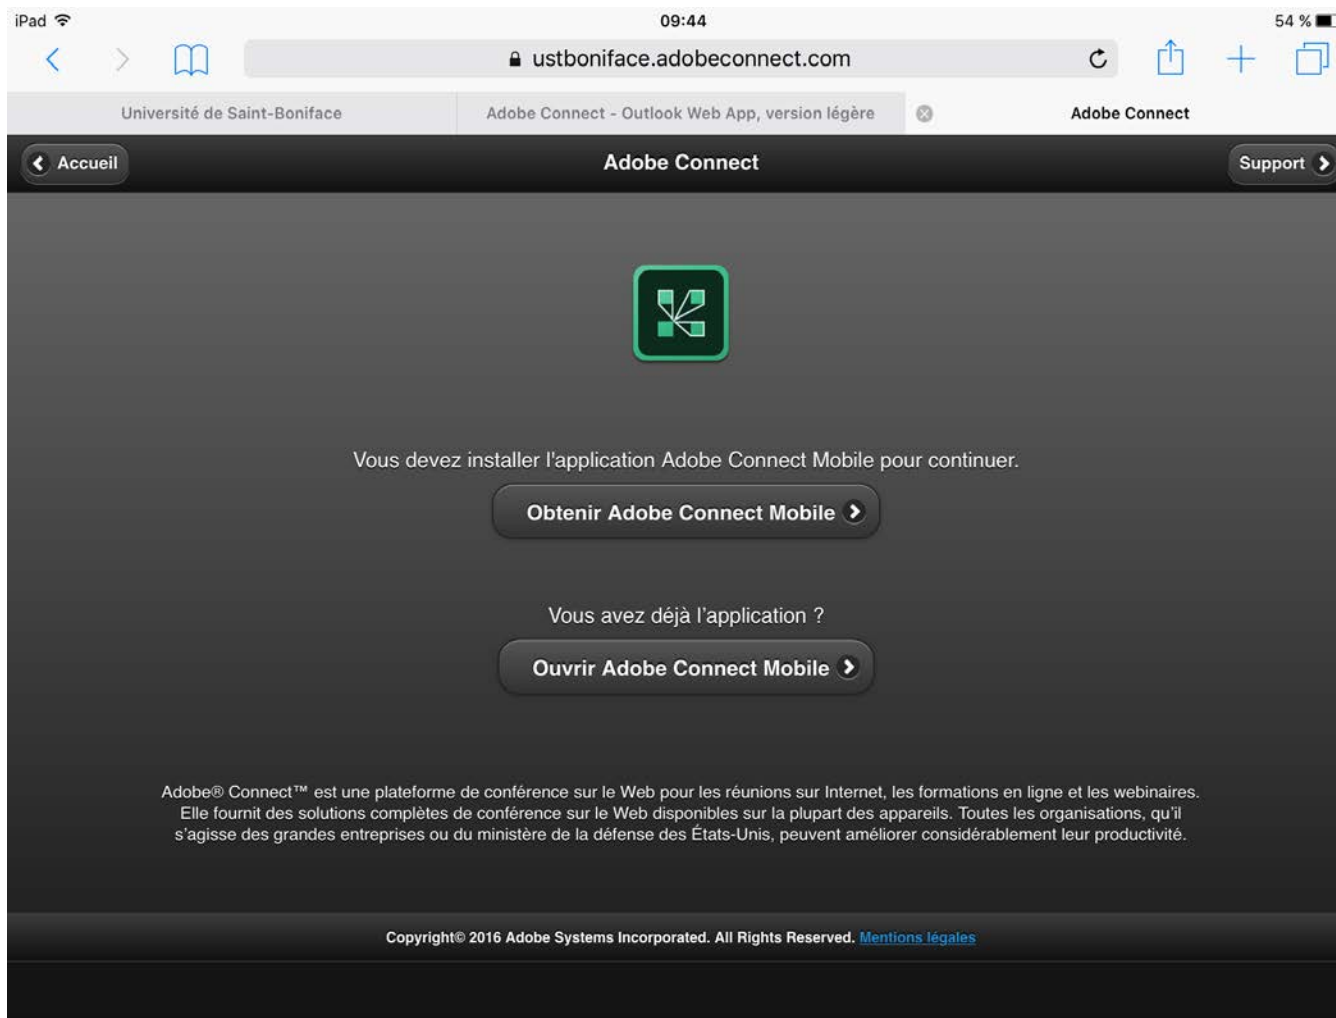 iPad 09:44 54 %
ustboniface.adobeconnect.com
Université de Saint-Boniface Adobe Connect - Outlook Web App, version légère Adobe Connect
Accueil Adobe Connect Support
Vous devez installer l'application Adobe Connect Mobile pour continuer.
Obtenir Adobe Connect Mobile
Vous avez déjà l’application ?
Ouvrir Adobe Connect Mobile
Adobe® Connect™ est une plateforme de conférence sur le Web pour les réunions sur Internet, les formations en ligne et les webinaires.
Elle fournit des solutions complètes de conférence sur le Web disponibles sur la plupart des appareils. Toutes les organisations, qu’il
s’agisse des grandes entreprises ou du ministère de la défense des États-Unis, peuvent améliorer considérablement leur productivité.
Copyright© 2016 Adobe Systems Incorporated. All Rights Reserved. Mentions légales